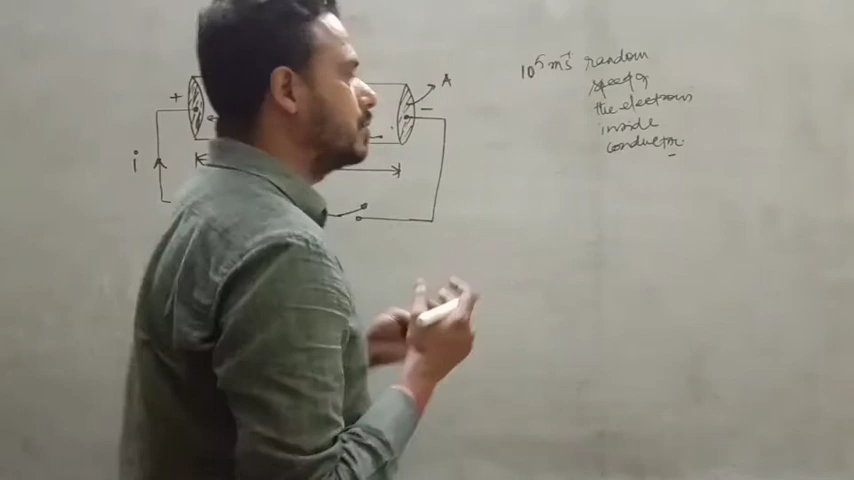 A
+
-
i
10⁵ ms⁻¹ random
speed of
the electrons
inside
conductor.